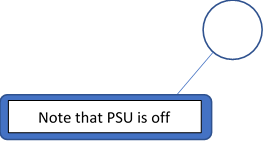 Note that PSU is off